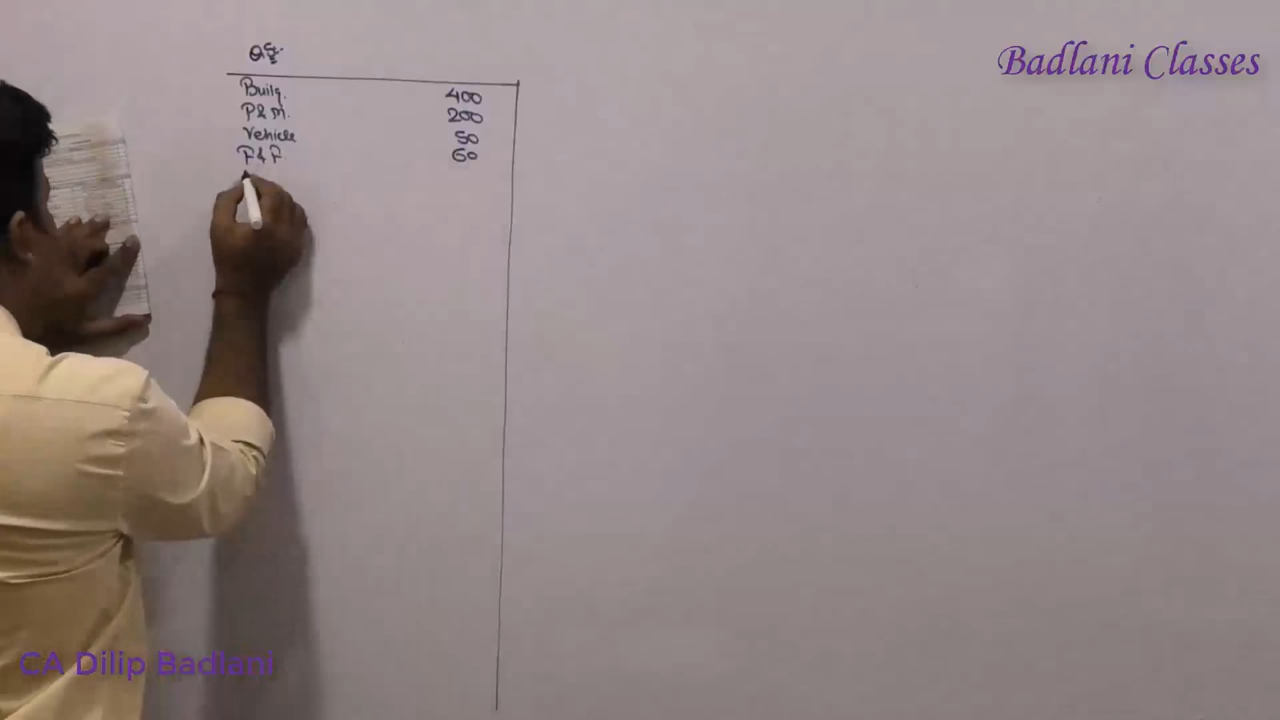 Badlani Classes
Builg. 400
P&M. 200
Vehicle 50
F&F 60
CA Dilip Badlani